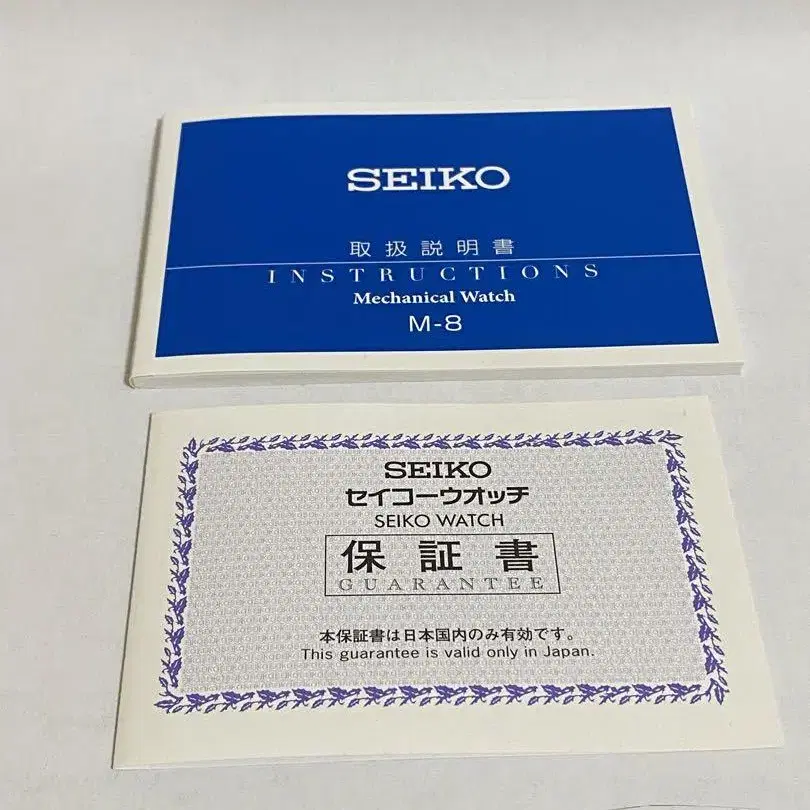 SEIKO
取扱説明書
INSTRUCTIONS
Mechanical Watch
M-8
SEIKO
セイコーウオッチ
SEIKO WATCH
保証書
GUARANTEE
本保証書は日本国内のみ有効です。
This guarantee is valid only in Japan.